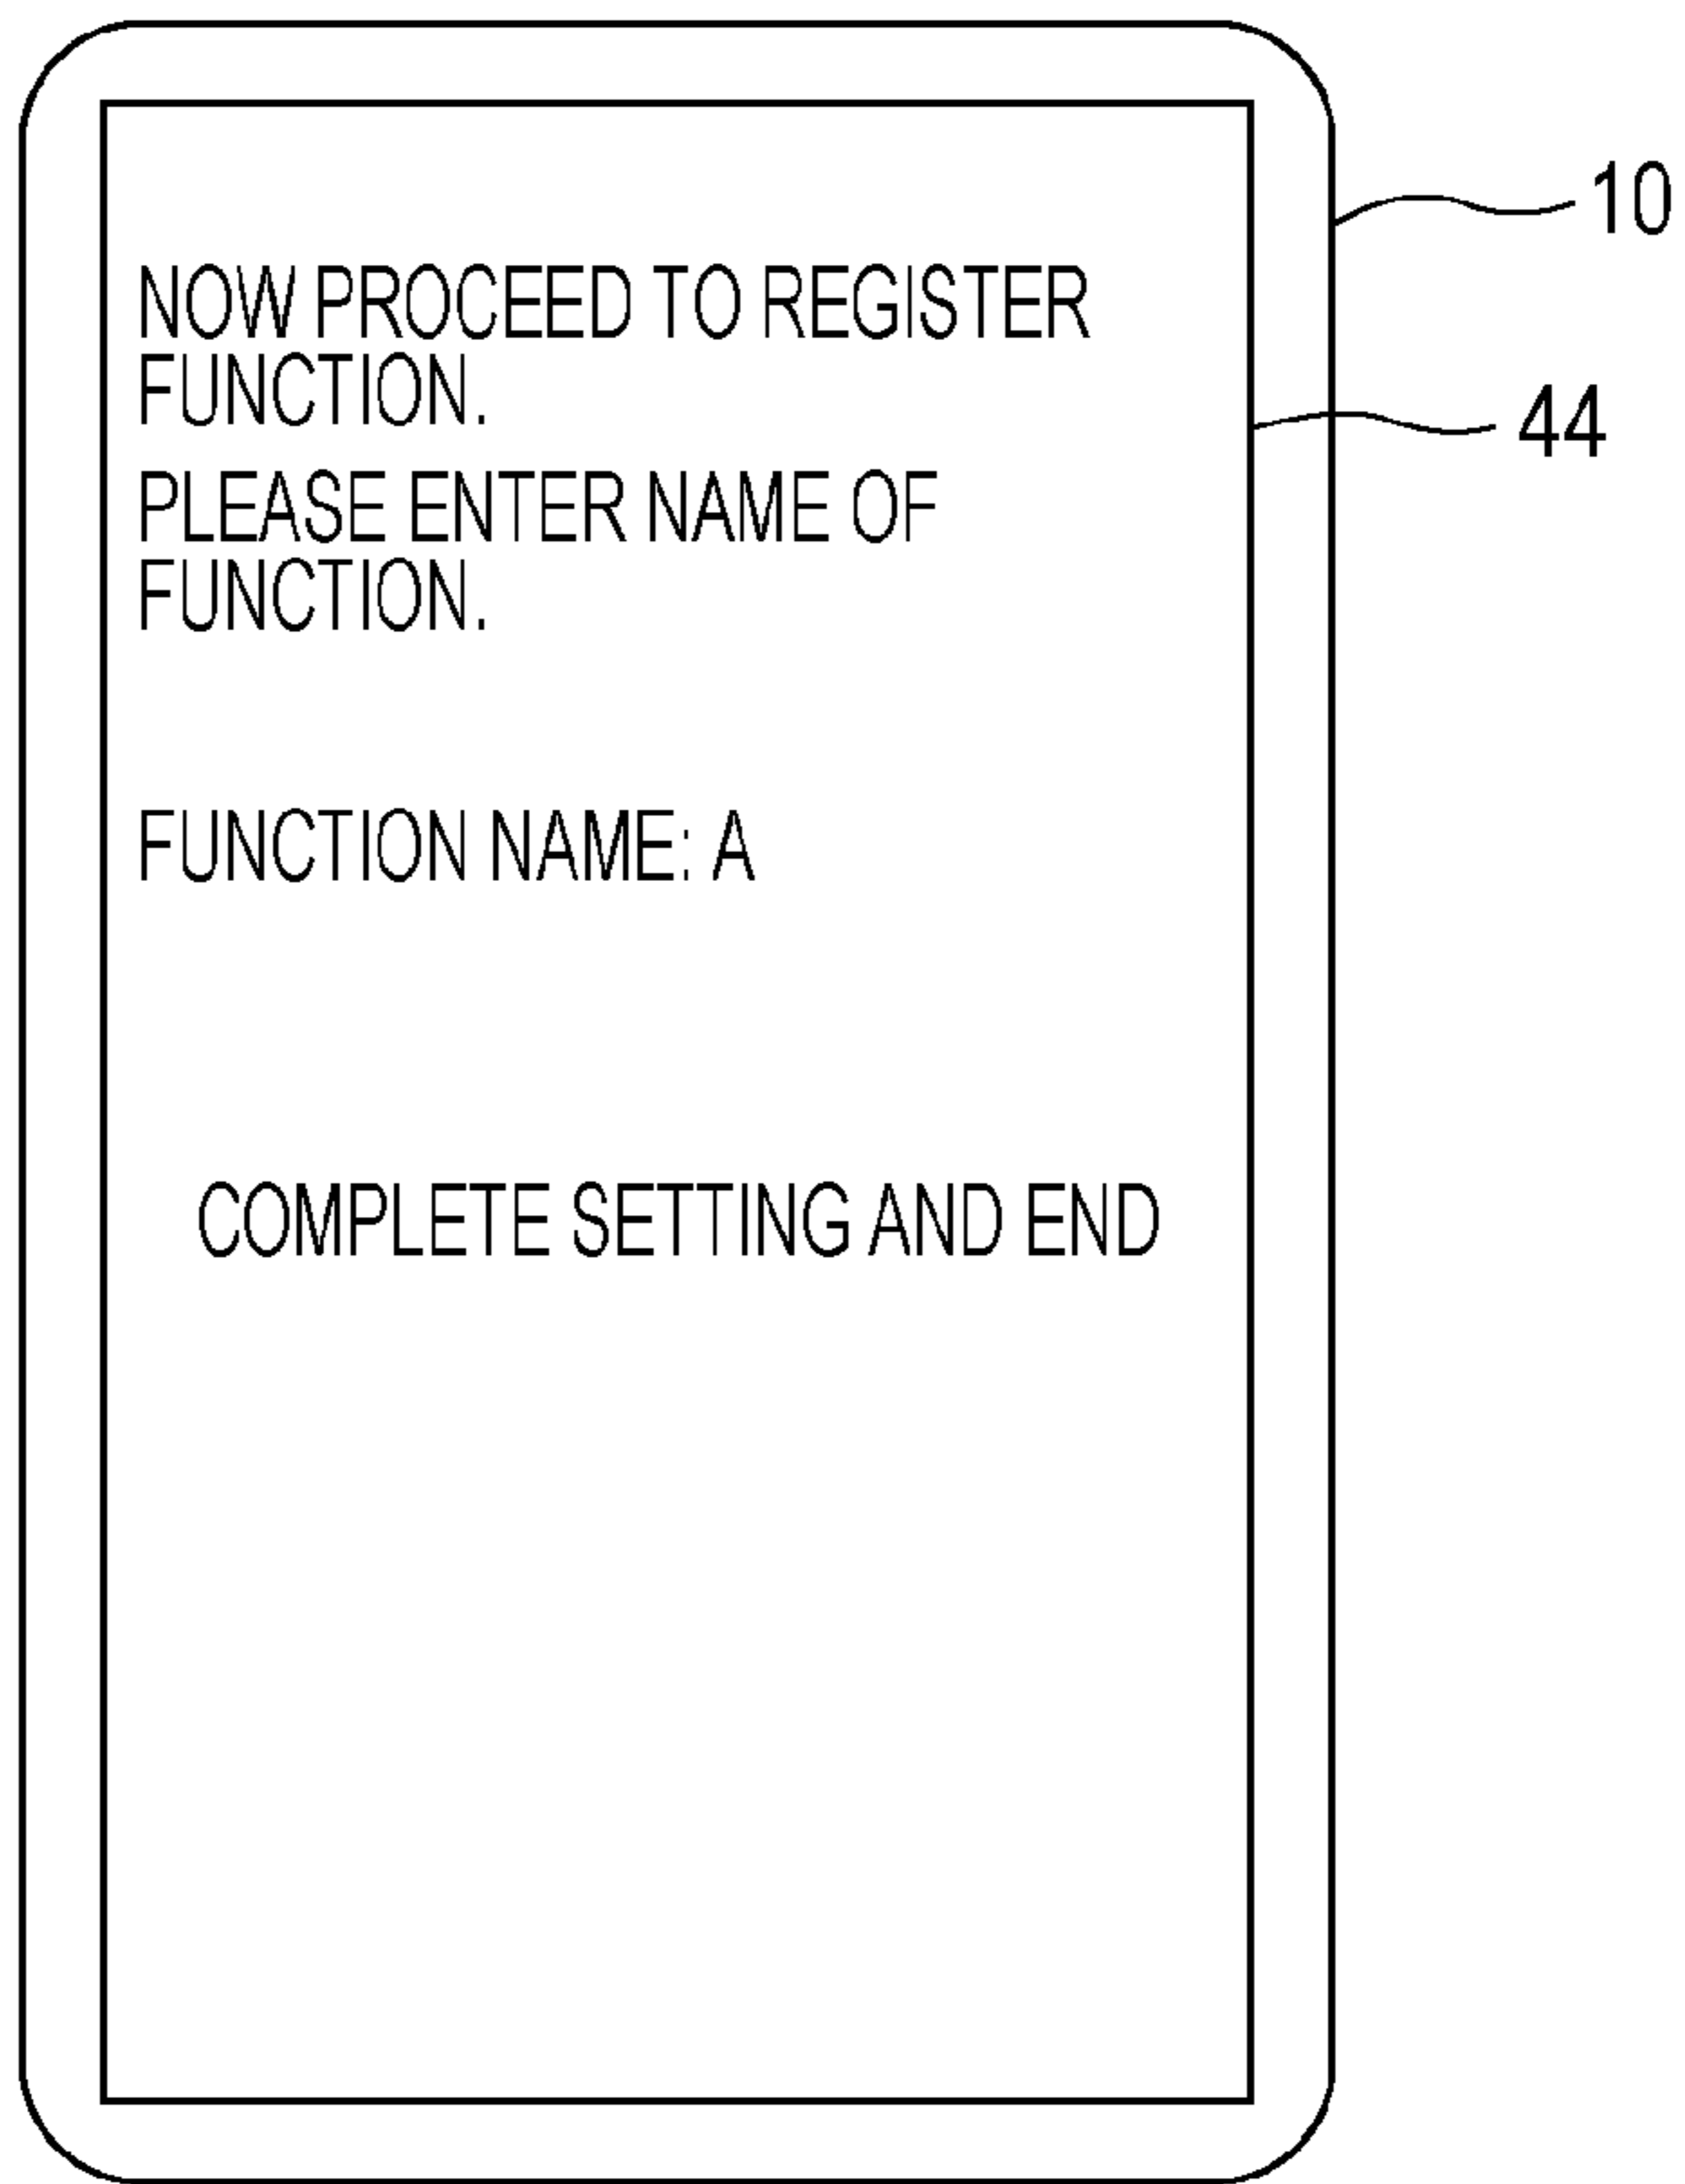 10
NOW PROCEED TO REGISTER
FUNCTION.
44
PLEASE ENTER NAME OF
FUNCTION.
FUNCTION NAME: A
COMPLETE SETTING AND END